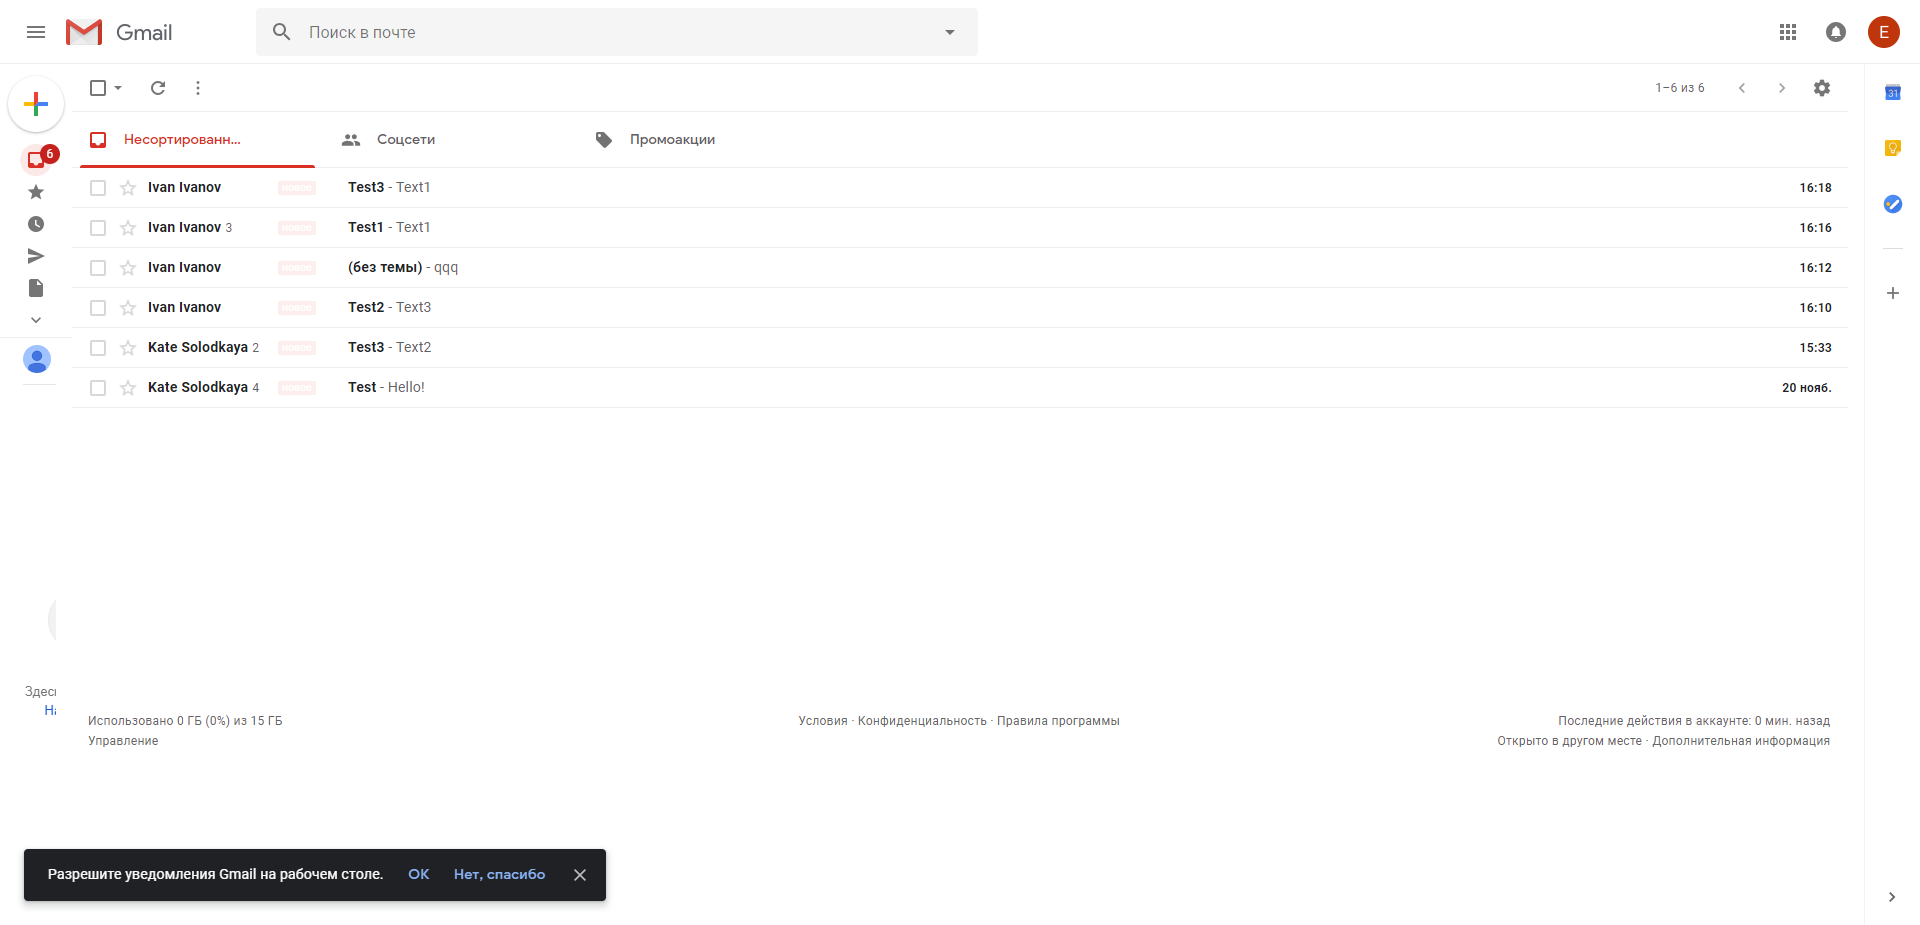 Gmail
Поиск в почте
E
1–6 из 6
31
6
Несортированн...
Соцсети
Промоакции
Ivan Ivanov новое Test3 - Text1 16:18
Ivan Ivanov 3 новое Test1 - Text1 16:16
Ivan Ivanov новое (без темы) - qqq 16:12
Ivan Ivanov новое Test2 - Text3 16:10
Kate Solodkaya 2 новое Test3 - Text2 15:33
Kate Solodkaya 4 новое Test - Hello! 20 нояб.
Использовано 0 ГБ (0%) из 15 ГБ
Управление
Условия · Конфиденциальность · Правила программы
Последние действия в аккаунте: 0 мин. назад
Открыто в другом месте · Дополнительная информация
Разрешите уведомления Gmail на рабочем столе. ОК Нет, спасибо